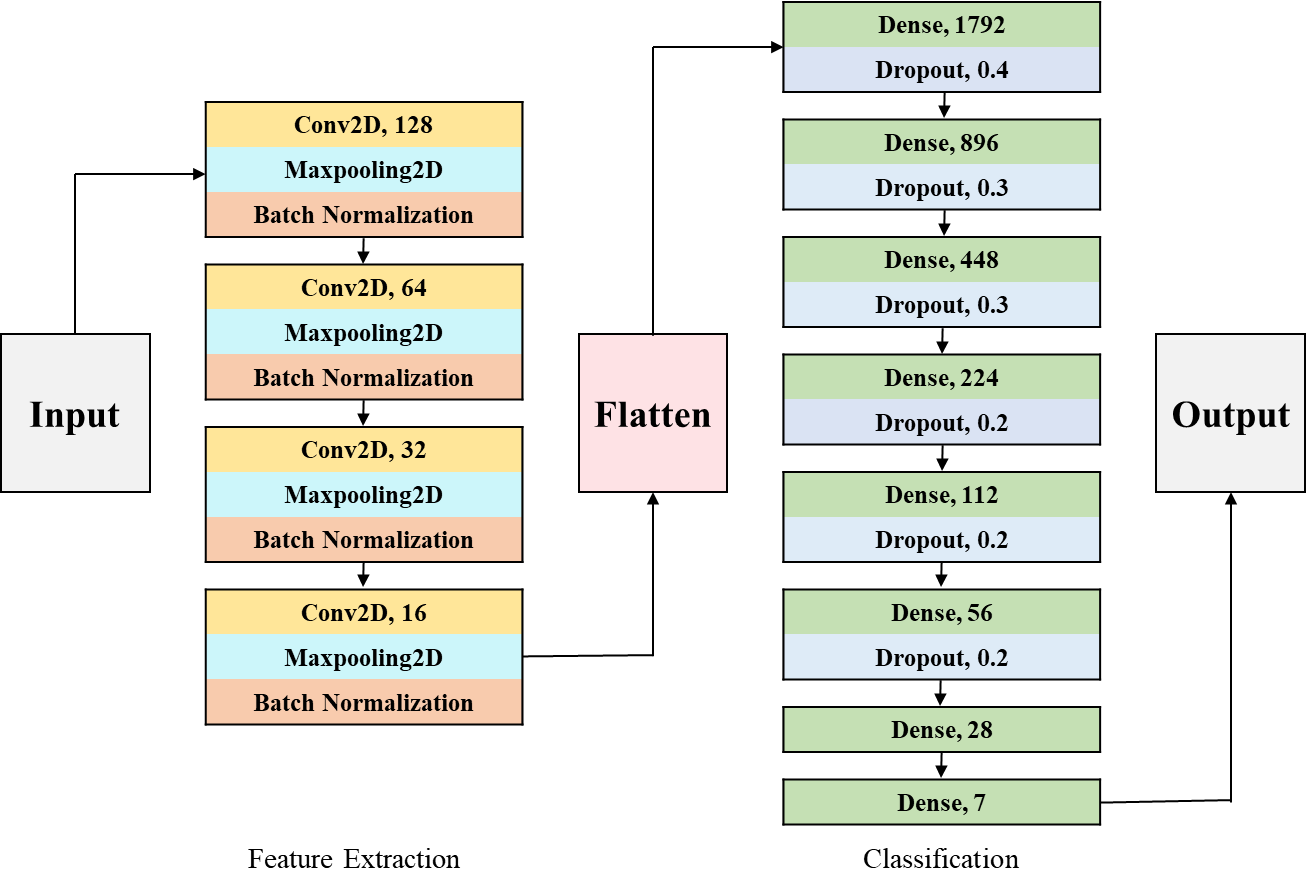 Input
Conv2D, 128
Maxpooling2D
Batch Normalization
Conv2D, 64
Maxpooling2D
Batch Normalization
Conv2D, 32
Maxpooling2D
Batch Normalization
Conv2D, 16
Maxpooling2D
Batch Normalization
Feature Extraction
Flatten
Dense, 1792
Dropout, 0.4
Dense, 896
Dropout, 0.3
Dense, 448
Dropout, 0.3
Dense, 224
Dropout, 0.2
Dense, 112
Dropout, 0.2
Dense, 56
Dropout, 0.2
Dense, 28
Dense, 7
Classification
Output